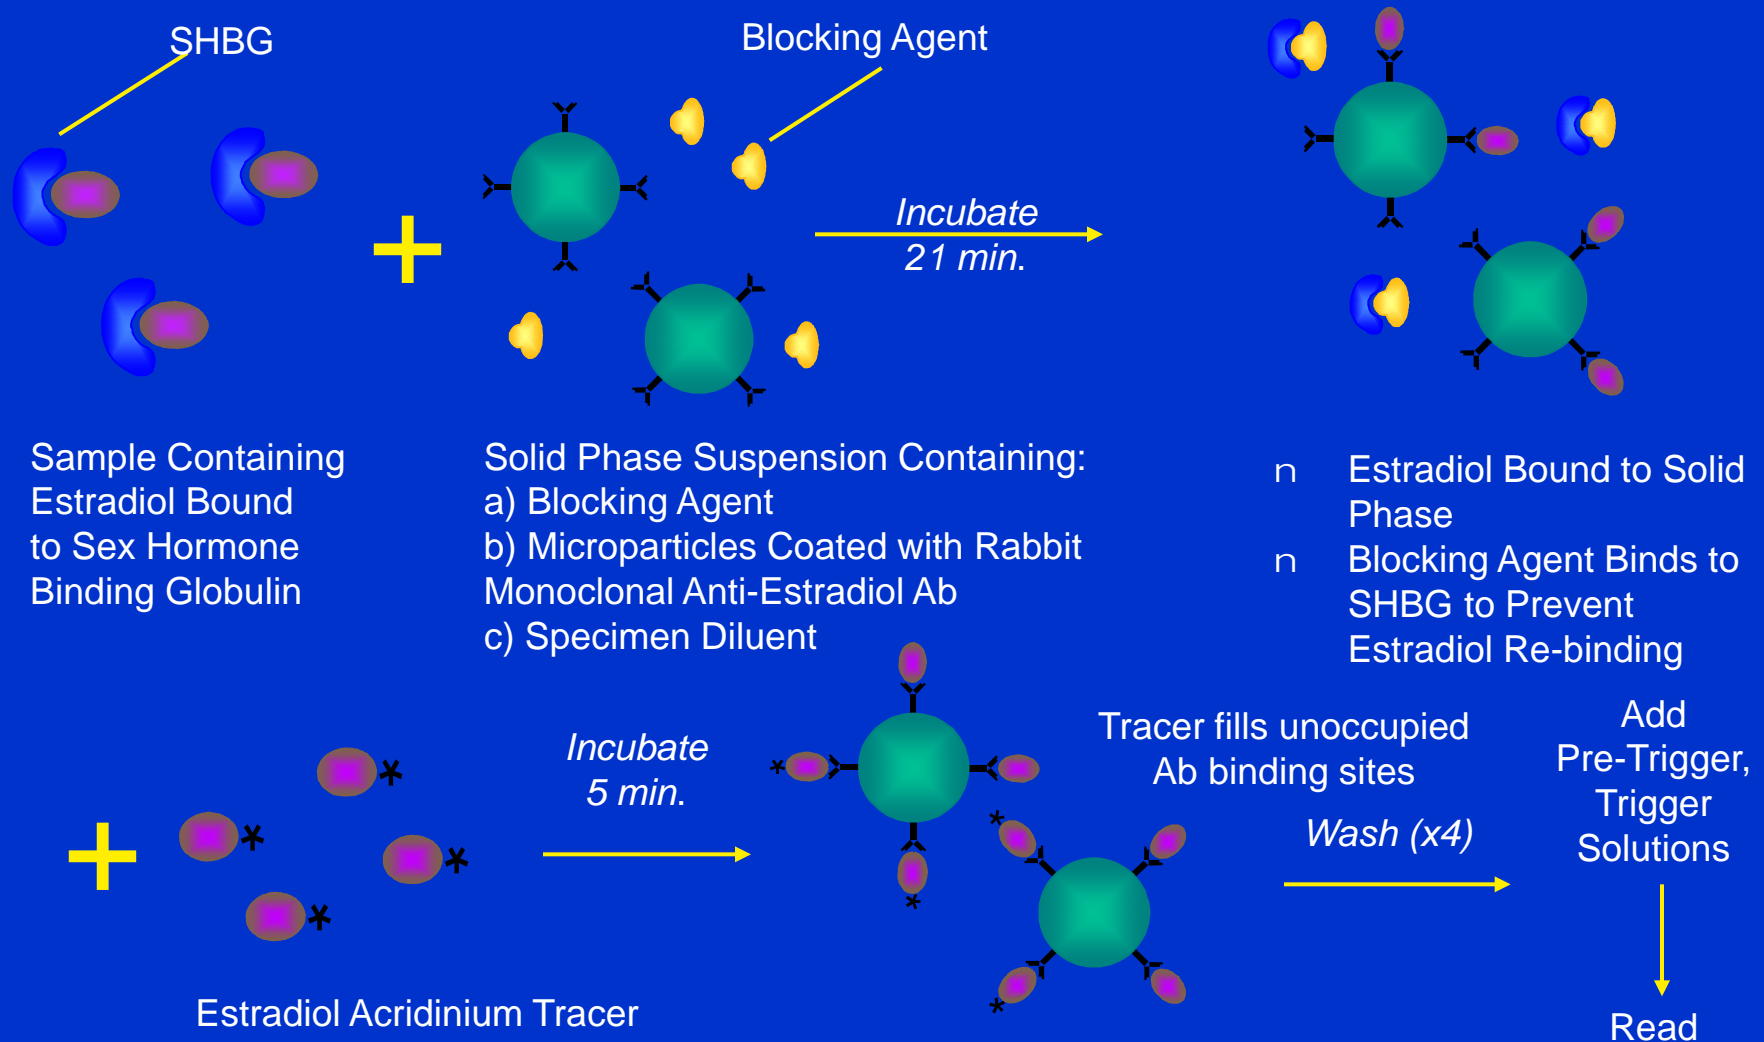 SHBG
Blocking Agent
Incubate
21 min.
Sample Containing
Estradiol Bound
to Sex Hormone
Binding Globulin
Solid Phase Suspension Containing:
a) Blocking Agent
b) Microparticles Coated with Rabbit
Monoclonal Anti-Estradiol Ab
c) Specimen Diluent
n Estradiol Bound to Solid
Phase
n Blocking Agent Binds to
SHBG to Prevent
Estradiol Re-binding
Estradiol Acridinium Tracer
Incubate
5 min.
Tracer fills unoccupied
Ab binding sites
Wash (x4)
Add
Pre-Trigger,
Trigger
Solutions
Read